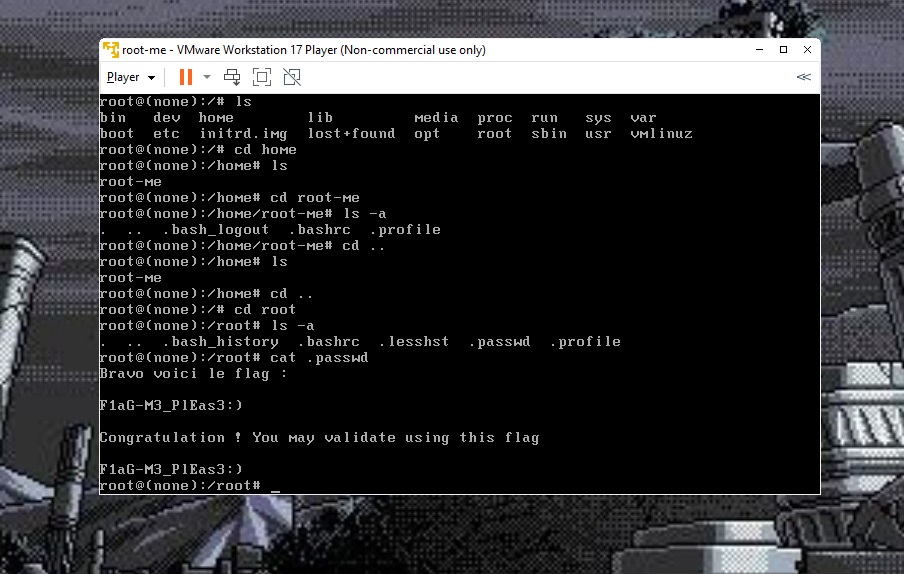 root-me - VMware Workstation 17 Player (Non-commercial use only)
Player
root@(none):/# ls
bin dev home lib media proc run sys var
boot etc initrd.img lost+found opt root sbin usr vmlinuz
root@(none):/# cd home
root@(none):/home# ls
root-me
root@(none):/home# cd root-me
root@(none):/home/root-me# ls -a
. .. .bash_logout .bashrc .profile
root@(none):/home/root-me# cd ..
root@(none):/home# ls
root-me
root@(none):/home# cd ..
root@(none):/# cd root
root@(none):/root# ls -a
. .. .bash_history .bashrc .lesshst .passwd .profile
root@(none):/root# cat .passwd
Bravo voici le flag :
F1aG-M3_PlEas3:)
Congratulation ! You may validate using this flag
F1aG-M3_PlEas3:)
root@(none):/root# _